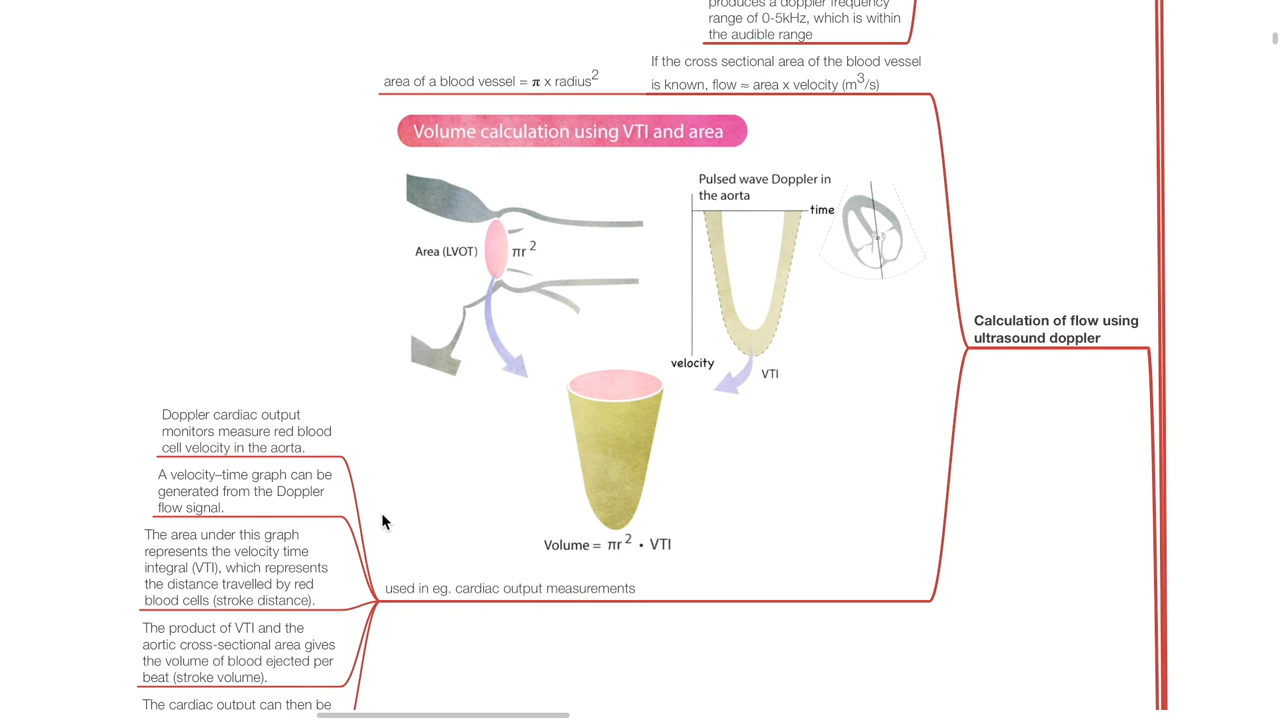 produces a doppler frequency
range of 0-5kHz, which is within
the audible range
If the cross sectional area of the blood vessel
is known, flow ≈ area x velocity (m3/s)
area of a blood vessel = π x radius2
Volume calculation using VTI and area
Pulsed wave Doppler in
the aorta
time
Area (LVOT)
πr 2
velocity
VTI
Volume = πr 2 • VTI
Calculation of flow using
ultrasound doppler
used in eg. cardiac output measurements
Doppler cardiac output
monitors measure red blood
cell velocity in the aorta.
A velocity–time graph can be
generated from the Doppler
flow signal.
The area under this graph
represents the velocity time
integral (VTI), which represents
the distance travelled by red
blood cells (stroke distance).
The product of VTI and the
aortic cross-sectional area gives
the volume of blood ejected per
beat (stroke volume).
The cardiac output can then be